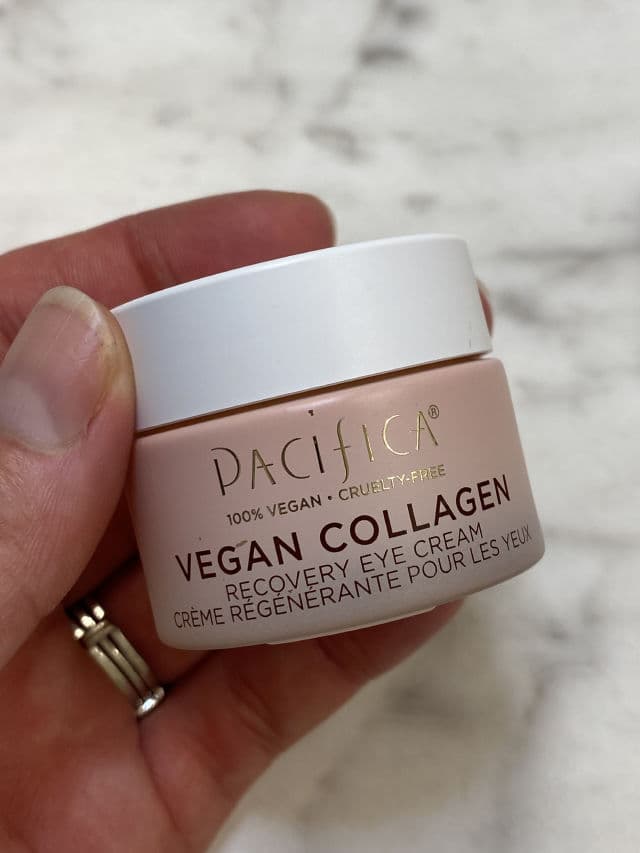 PACIFICA®
100% VEGAN • CRUELTY-FREE
VEGAN COLLAGEN
RECOVERY EYE CREAM
CRÈME RÉGÉNÉRANTE POUR LES YEUX